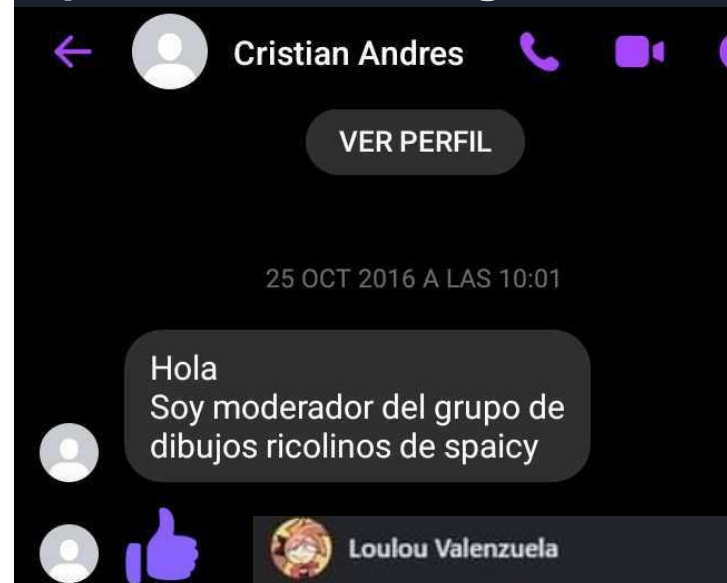 Cristian Andres
VER PERFIL
25 OCT 2016 A LAS 10:01
Hola
Soy moderador del grupo de
dibujos ricolinos de spaicy
Loulou Valenzuela